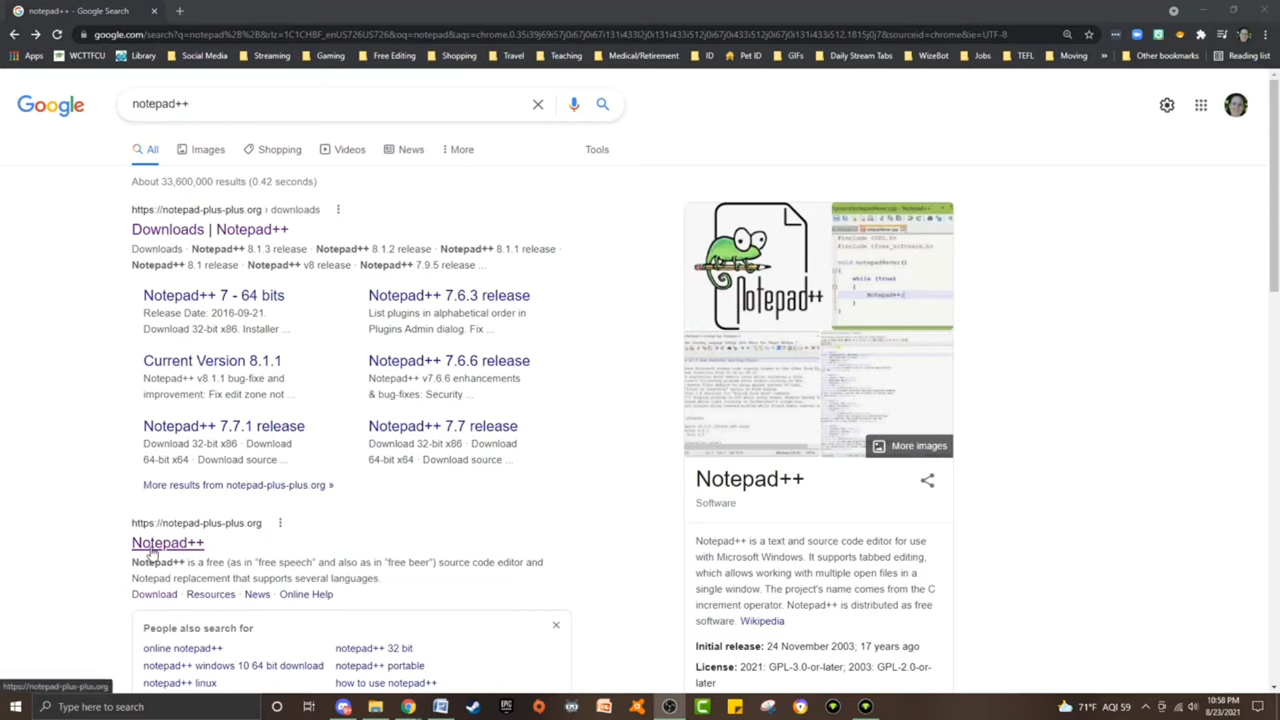 notepad++ - Google Search
google.com/search?q=notepad%2B%2B&rlz=1C1CHBF_enUS726US726&oq=notepad&aqs=chrome.0.35i39j69i57j0i67j0i67i131i433l2j0i67j0i131i433i512j0i67j0i131i433i512.1815j0j7&sourceid=chrome&ie=UTF-8
Apps WCTTFCU Library Social Media Streaming Gaming Free Editing Shopping Travel Teaching Medical/Retirement ID Pet ID GIFs Daily Stream Tabs WizeBot Jobs TEFL Moving » Other bookmarks Reading list
Google notepad++
All Images Shopping Videos News More Tools
About 33,600,000 results (0.42 seconds)
https://notepad-plus-plus.org › downloads
Downloads | Notepad++
Notepad++ 8.1.3 release · Notepad++ 8.1.2 release · Notepad++ 8.1.1 release ·
release · Notepad++ v8 release · Notepad++ 7.9.5 release ...
Notepad++ 7 - 64 bits
Release Date: 2016-09-21.
Download 32-bit x86. Installer ...
Notepad++ 7.6.3 release
List plugins in alphabetical order in
Plugins Admin dialog. Fix ...
Current Version 8.1.1
Notepad++ v8.1.1 bug-fixe and
improvement: Fix edit zone not ...
Notepad++ 7.6.6 release
Notepad++ v7.6.6 enhancements
& bug-fixes: Security ...
Notepad++ 7.7.1 release
Download 32-bit x86 · Download
64-bit x64 · Download source ...
Notepad++ 7.7 release
Download 32-bit x86 · Download
64-bit x64 · Download source ...
More results from notepad-plus-plus.org »
https://notepad-plus-plus.org
Notepad++
Notepad++ is a free (as in "free speech" and also as in "free beer") source code editor and
Notepad replacement that supports several languages.
Download · Resources · News · Online Help
People also search for
online notepad++
notepad++ 32 bit
notepad++ windows 10 64 bit download
notepad++ portable
notepad++ linux
how to use notepad++
Notepad++
void notepad4ever()
{
while (true)
{
Notepad++;
}
}
More images
Notepad++
Software
Notepad++ is a text and source code editor for use
with Microsoft Windows. It supports tabbed editing,
which allows working with multiple open files in a
single window. The project's name comes from the C
increment operator. Notepad++ is distributed as free
software. Wikipedia
Initial release: 24 November 2003; 17 years ago
License: 2021: GPL-3.0-or-later; 2003: GPL-2.0-or-
later
https://notepad-plus-plus.org
Type here to search
71°F AQI 59
10:58 PM
8/23/2021